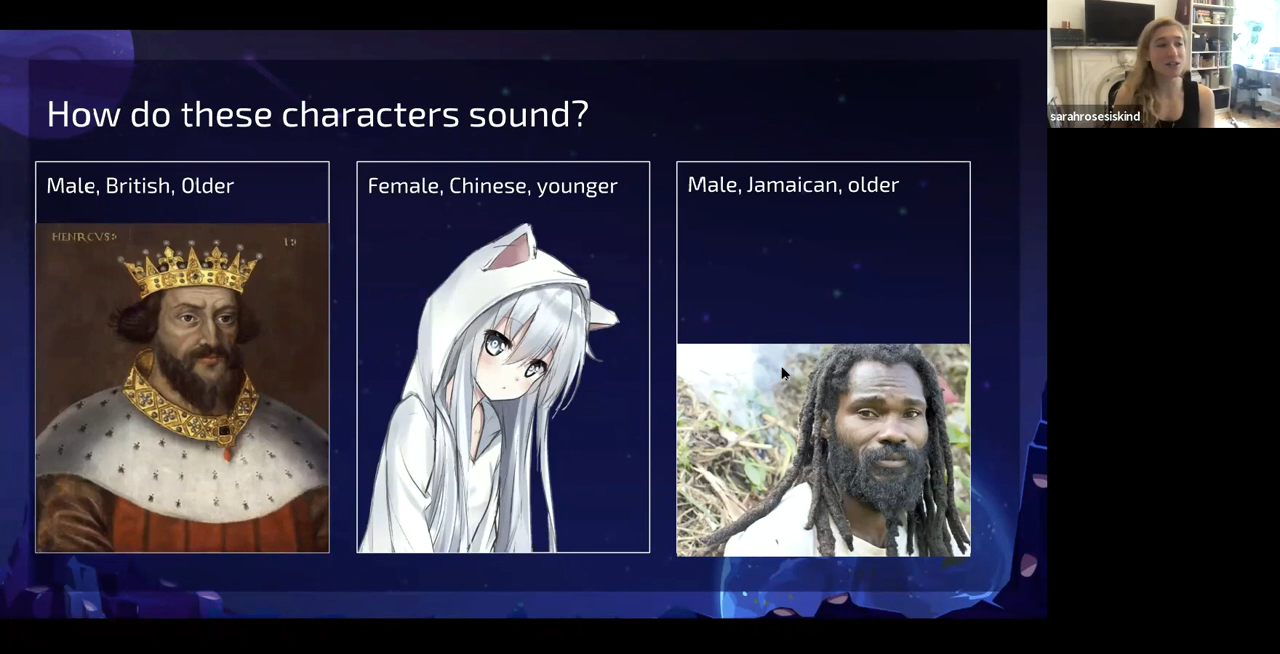 How do these characters sound?
Male, British, Older
Female, Chinese, younger
Male, Jamaican, older
HENRCVS
sarahrosesiskind